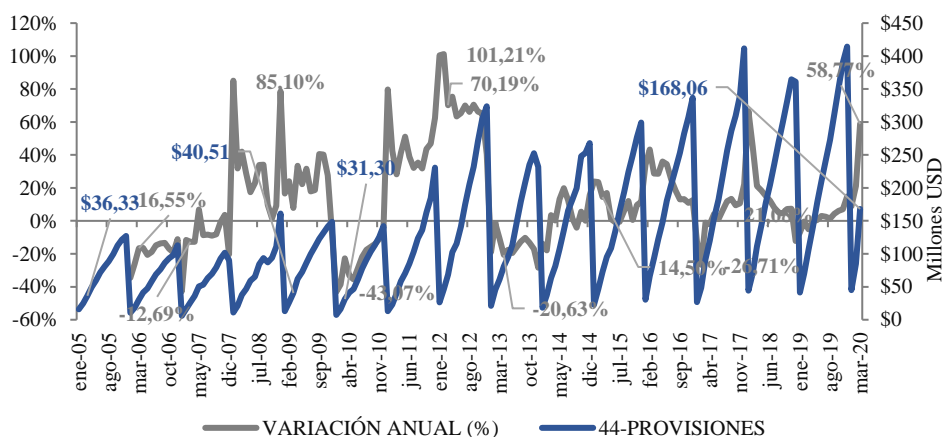 120%
100%
80%
60%
40%
20%
0%
-20%
-40%
-60%
$450
$400
$350
$300
$250
$200
$150
$100
$50
$0
Millones USD
101,21%
85,10%
70,19%
58,77%
$168,06
$40,51
$31,30
$36,33
16,55%
14,50%
-26,71%
-43,07%
-20,63%
-12,69%
ene-05
ago-05
mar-06
oct-06
may-07
dic-07
jul-08
feb-09
sep-09
abr-10
nov-10
jun-11
ene-12
ago-12
mar-13
oct-13
may-14
dic-14
jul-15
feb-16
sep-16
abr-17
nov-17
jun-18
ene-19
ago-19
mar-20
VARIACIÓN ANUAL (%)
44-PROVISIONES